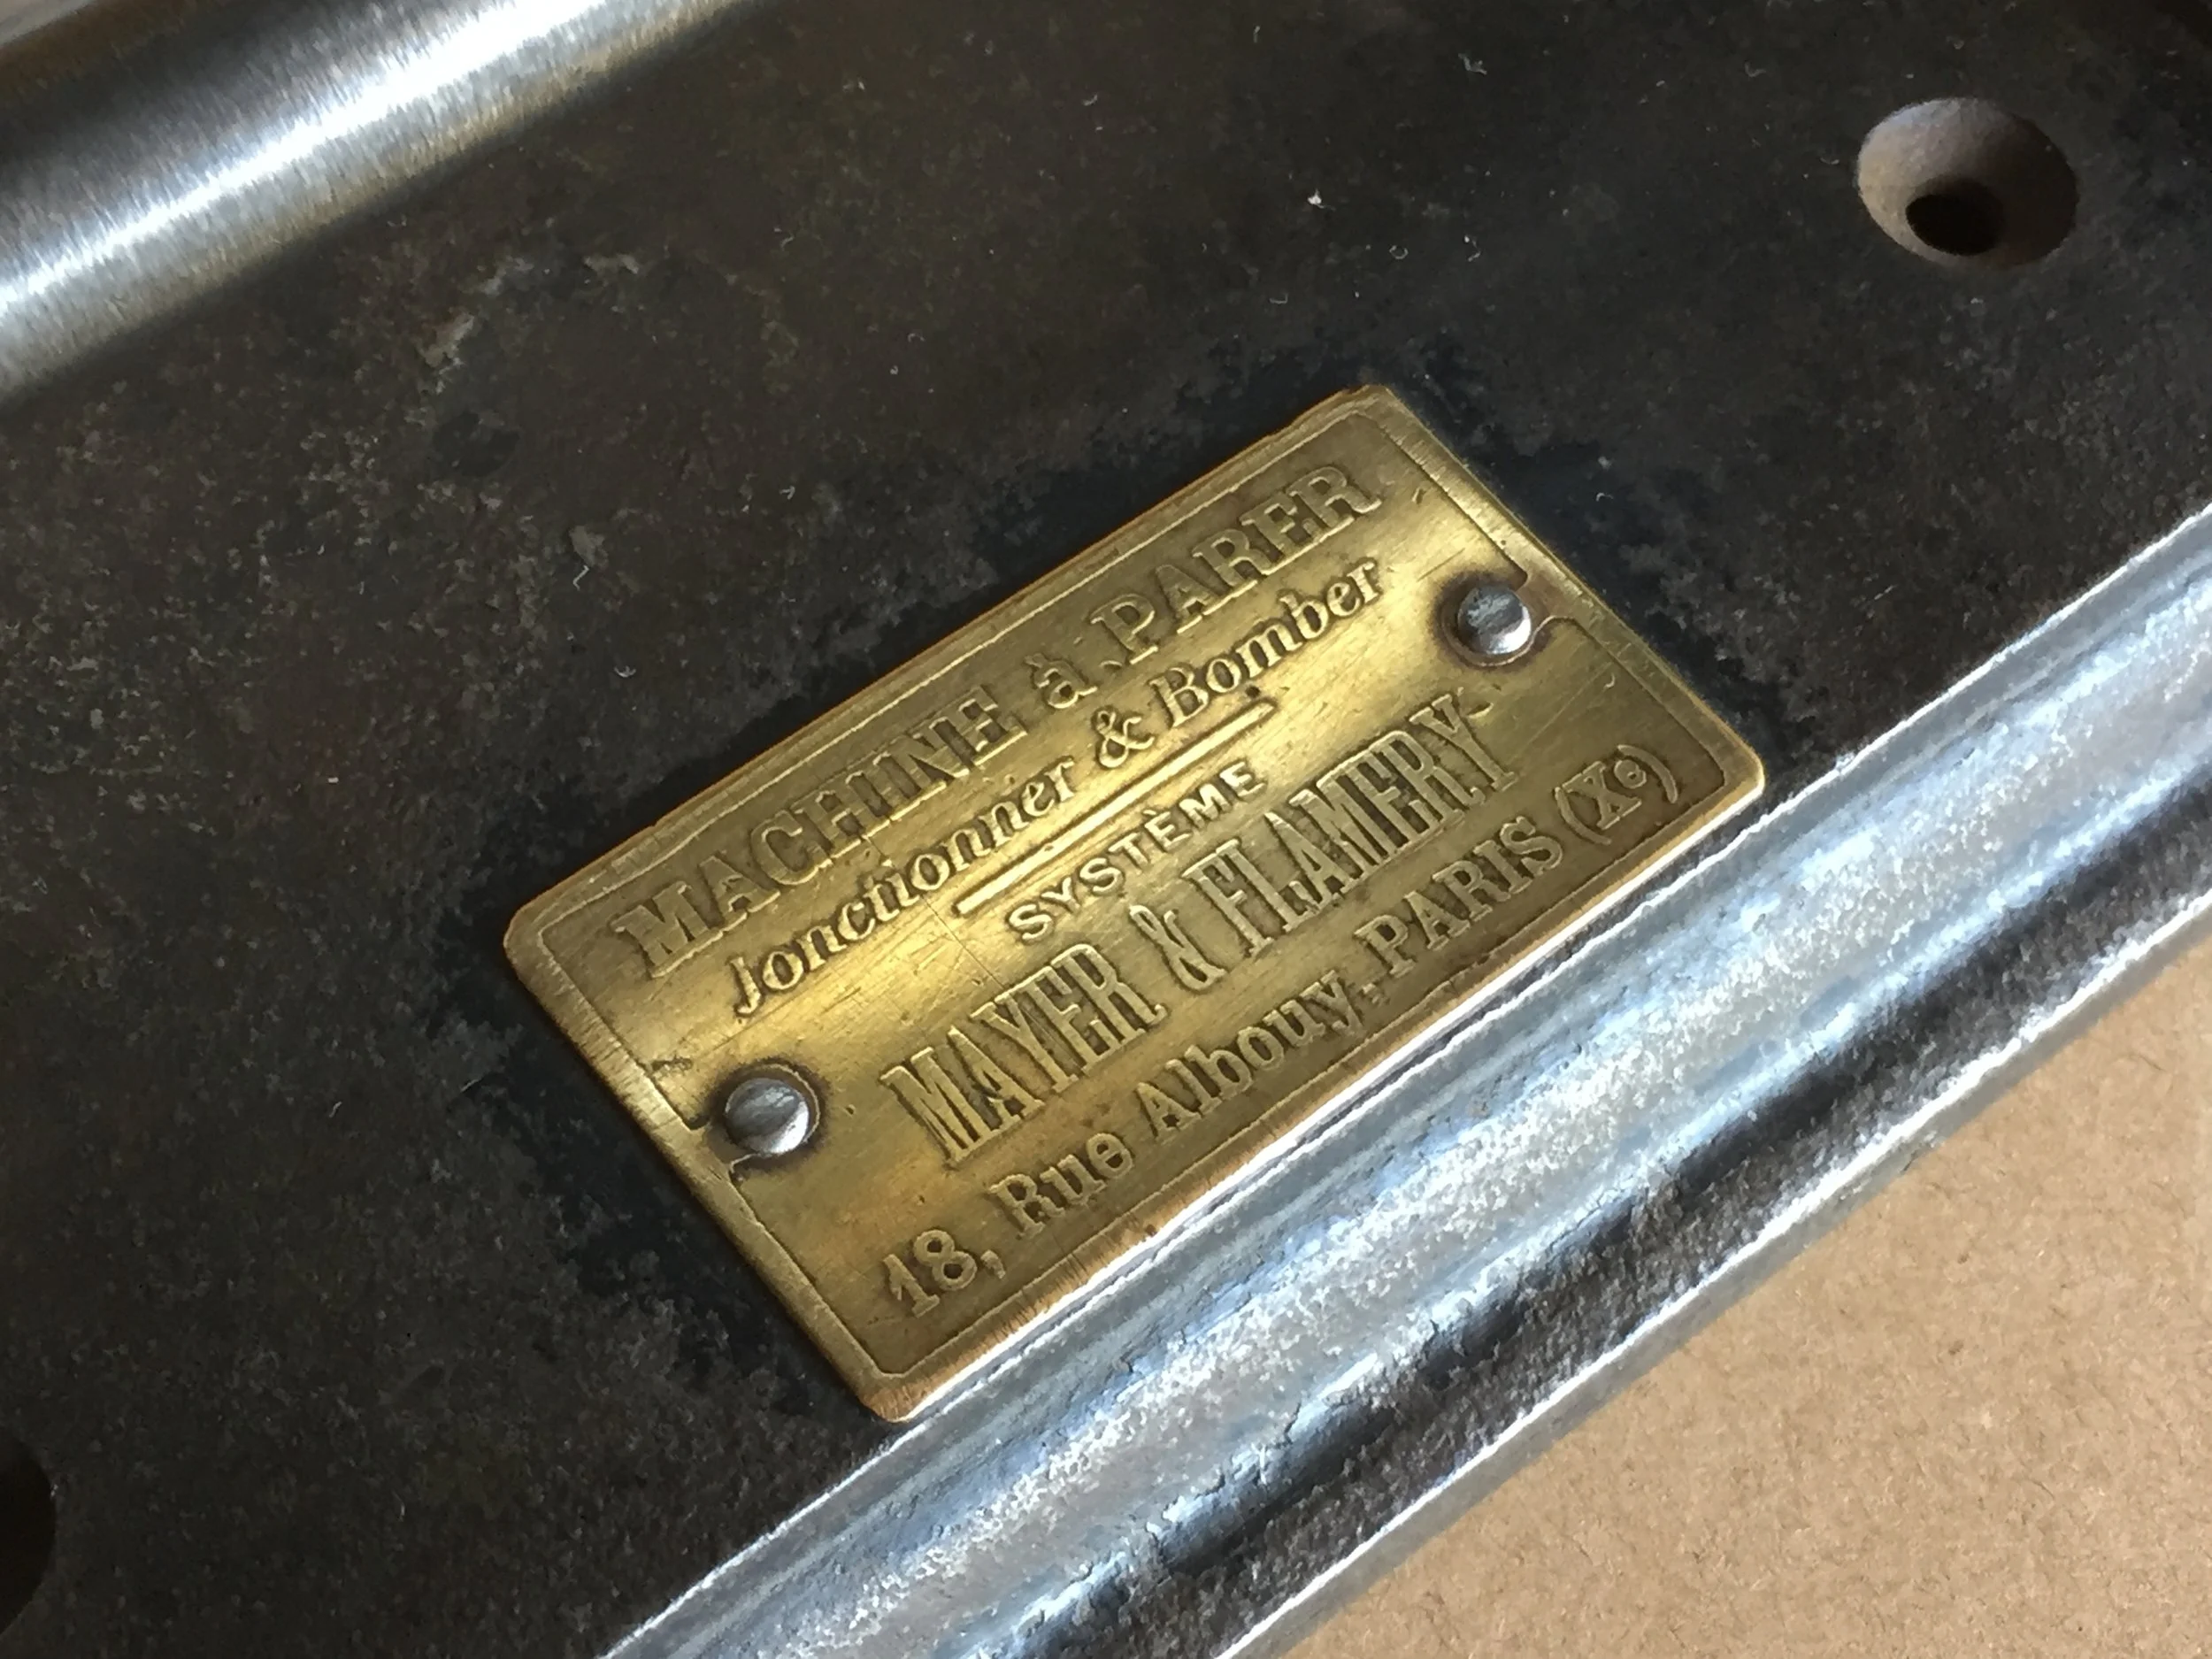 MACHINE à PARER
Jonctionner & Bomber
SYSTÈME
MAYER & FLAMERY
18, Rue Albouy, PARIS (Xe)